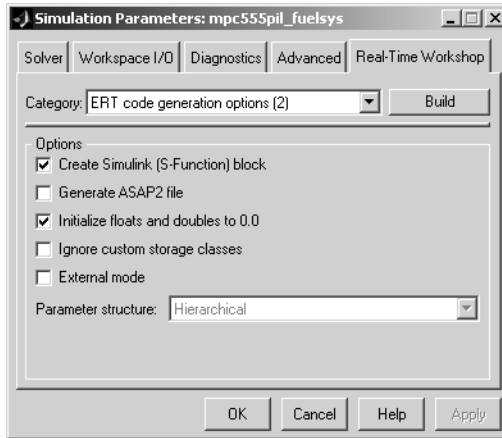 Simulation Parameters: mpc555pil_fuelsys
Solver Workspace I/O Diagnostics Advanced Real-Time Workshop
Category: ERT code generation options (2) Build
Options
Create Simulink (S-Function) block
Generate ASAP2 file
Initialize floats and doubles to 0.0
Ignore custom storage classes
External mode
Parameter structure: Hierarchical
OK Cancel Help Apply